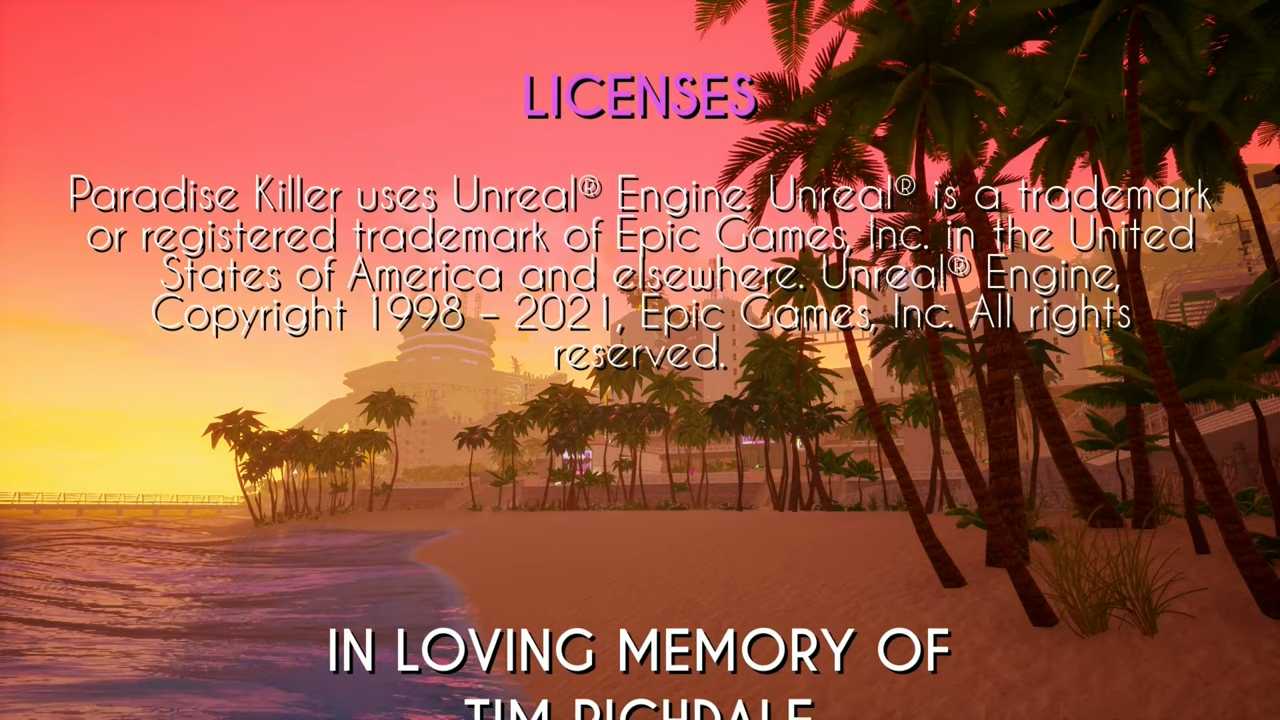 LICENSES
Paradise Killer uses Unreal® Engine. Unreal® is a trademark
or registered trademark of Epic Games, Inc. in the United
States of America and elsewhere. Unreal® Engine,
Copyright 1998 – 2021, Epic Games, Inc. All rights
reserved.
IN LOVING MEMORY OF
TIM RICHDALE